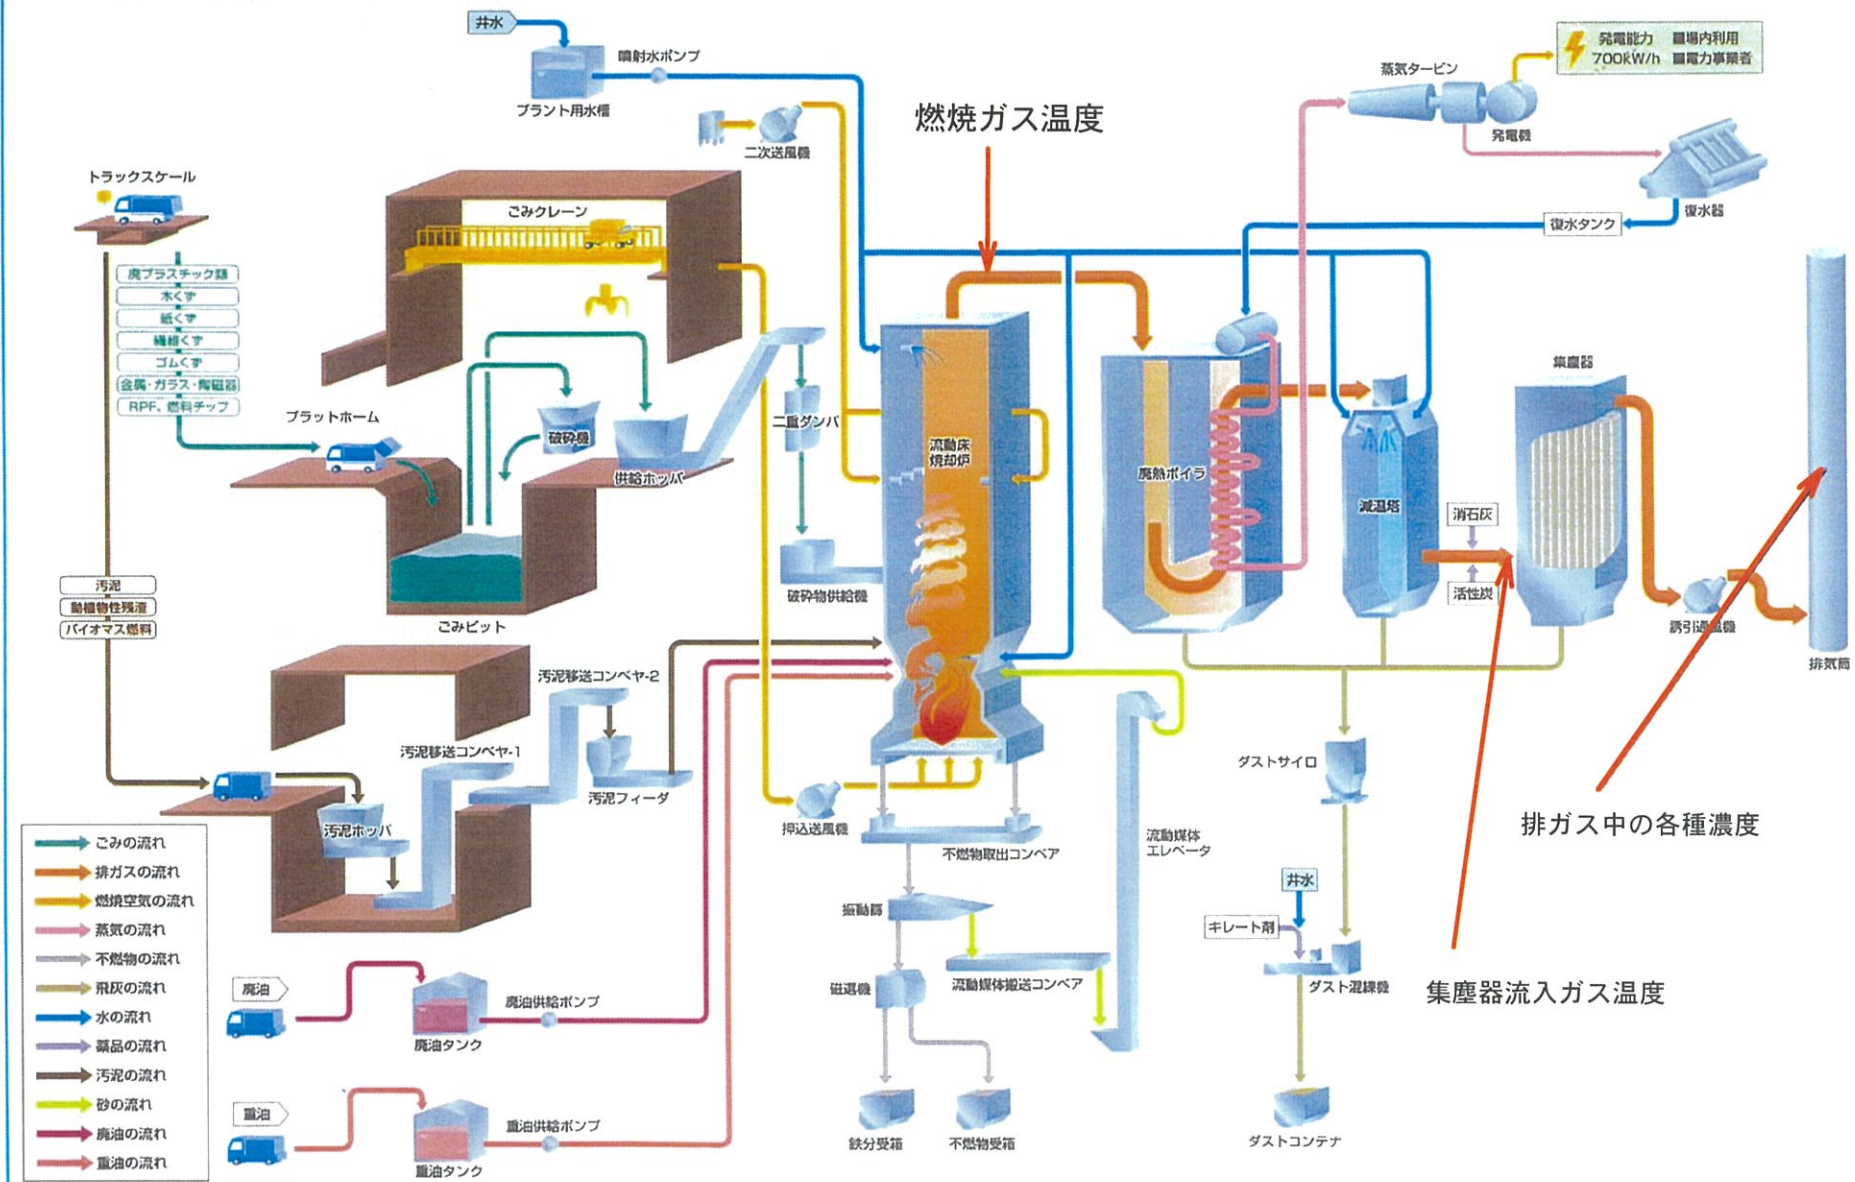 井水
プラント用水槽
噴射水ポンプ
二次送風機
燃焼ガス温度
蒸気タービン
発電機
発電能力 ■場内利用
700kW/h ■電力事業者
復水器
復水タンク
トラックスケール
廃プラスチック類
木くず
紙くず
繊維くず
ゴムくず
金属・ガラス・陶磁器
RPF、燃料チップ
ごみクレーン
プラットホーム
破砕機
供給ホッパ
二重ダンパ
破砕物供給機
ごみピット
流動床
焼却炉
廃熱ボイラ
減温塔
消石灰
活性炭
集塵器
誘引通風機
排気筒
汚泥
動植物性残渣
バイオマス燃料
汚泥移送コンベヤ-2
汚泥移送コンベヤ-1
汚泥フィーダ
汚泥ホッパ
押込送風機
不燃物取出コンベア
流動媒体
エレベータ
ダストサイロ
排ガス中の各種濃度
振動篩
磁選機
流動媒体搬送コンベア
井水
キレート剤
ダスト混練機
集塵器流入ガス温度
鉄分受箱
不燃物受箱
ダストコンテナ
廃油
廃油タンク
廃油供給ポンプ
重油
重油タンク
重油供給ポンプ
ごみの流れ
排ガスの流れ
燃焼空気の流れ
蒸気の流れ
不燃物の流れ
飛灰の流れ
水の流れ
薬品の流れ
汚泥の流れ
砂の流れ
廃油の流れ
重油の流れ